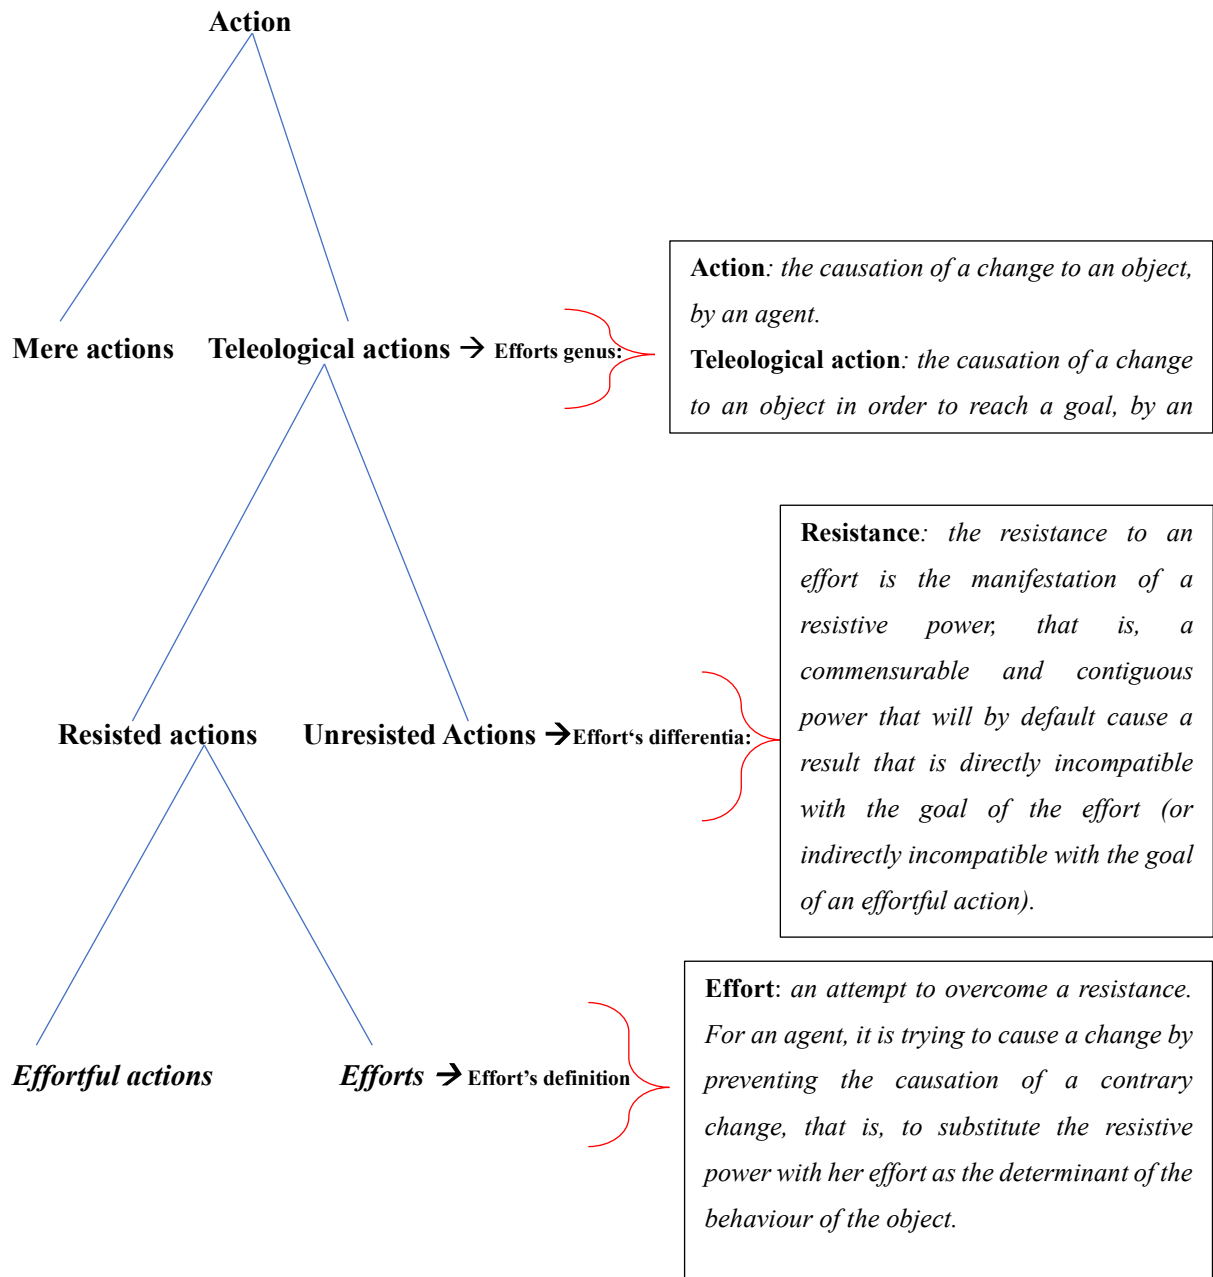 Action
Action: the causation of a change to an object,
by an agent.
Teleological action: the causation of a change
to an object in order to reach a goal, by an
Mere actions Teleological actions → Efforts genus:
Resistance: the resistance to an
effort is the manifestation of a
resistive power, that is, a
commensurable and contiguous
power that will by default cause a
result that is directly incompatible
with the goal of the effort (or
indirectly incompatible with the goal
of an effortful action).
Resisted actions Unresisted Actions →Effort‘s differentia:
Effort: an attempt to overcome a resistance.
For an agent, it is trying to cause a change by
preventing the causation of a contrary
change, that is, to substitute the resistive
power with her effort as the determinant of the
behaviour of the object.
Effortful actions Efforts → Effort’s definition